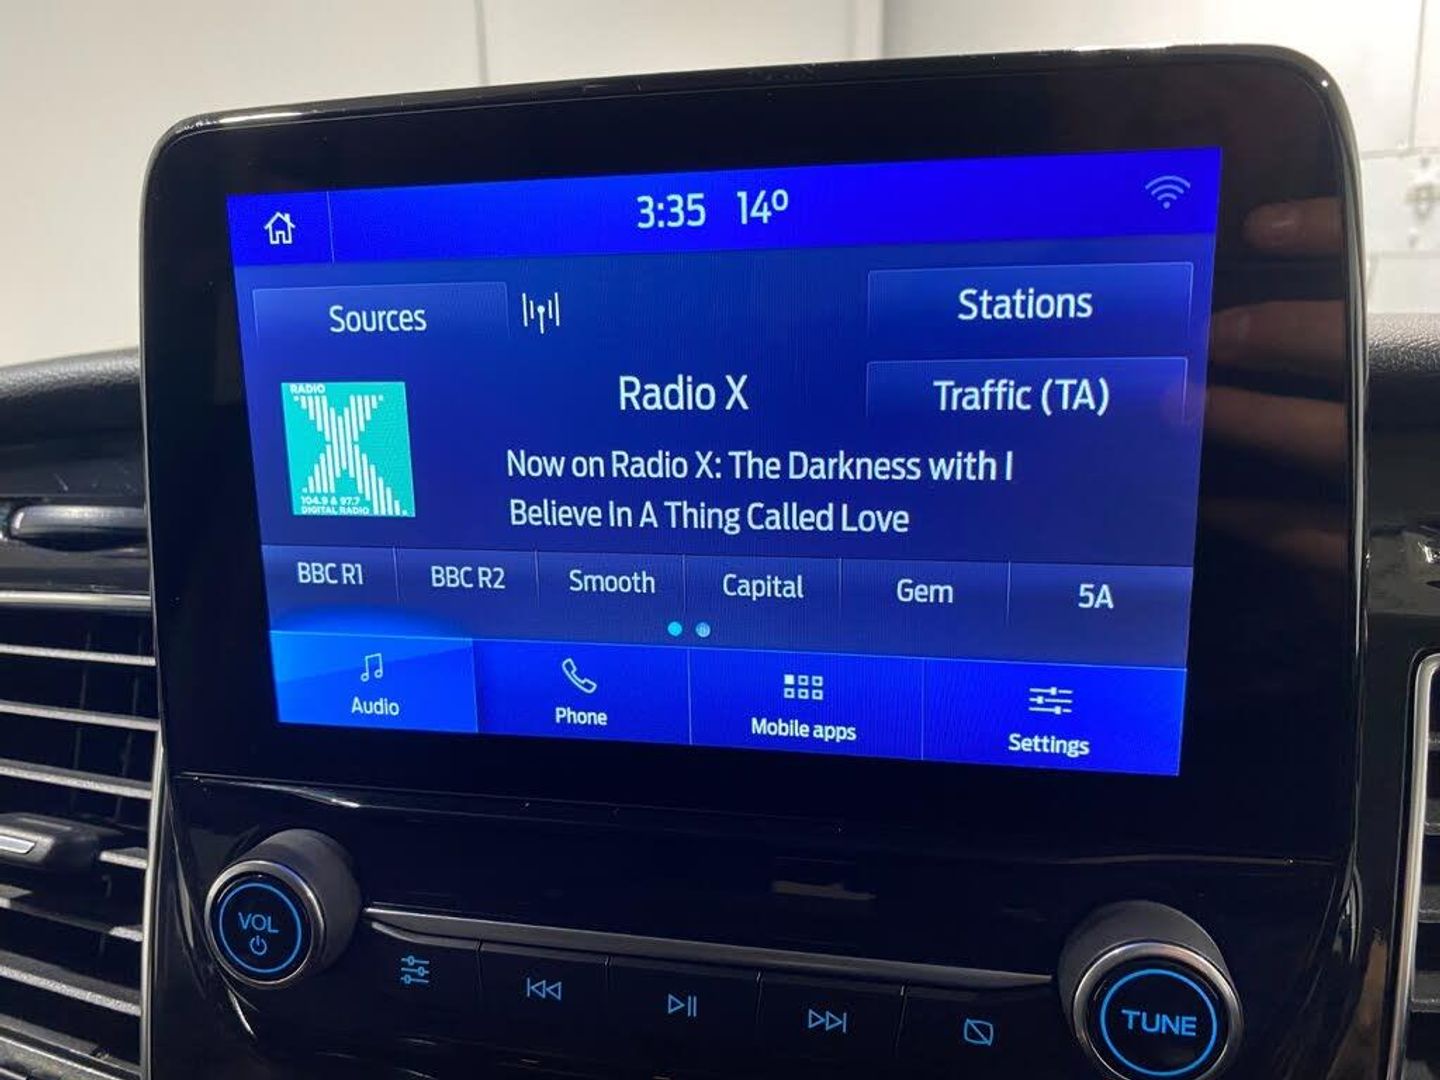 3:35 14º
Sources
Stations
RADIO
104.9 & 97.7
DIGITAL RADIO
Radio X
Traffic (TA)
Now on Radio X: The Darkness with I
Believe In A Thing Called Love
BBC R1 BBC R2 Smooth Capital Gem 5A
Audio Phone Mobile apps Settings
VOL
TUNE